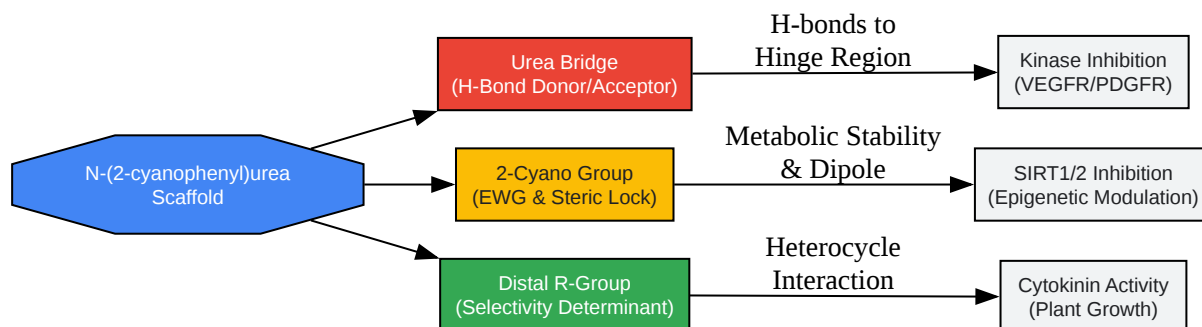 H-bonds to
Hinge Region
Urea Bridge
(H-Bond Donor/Acceptor)
Kinase Inhibition
(VEGFR/PDGFR)
N-(2-cyanophenyl)urea
Scaffold
Metabolic Stability
& Dipole
2-Cyano Group
(EWG & Steric Lock)
SIRT1/2 Inhibition
(Epigenetic Modulation)
Heterocycle
Interaction
Distal R-Group
(Selectivity Determinant)
Cytokinin Activity
(Plant Growth)